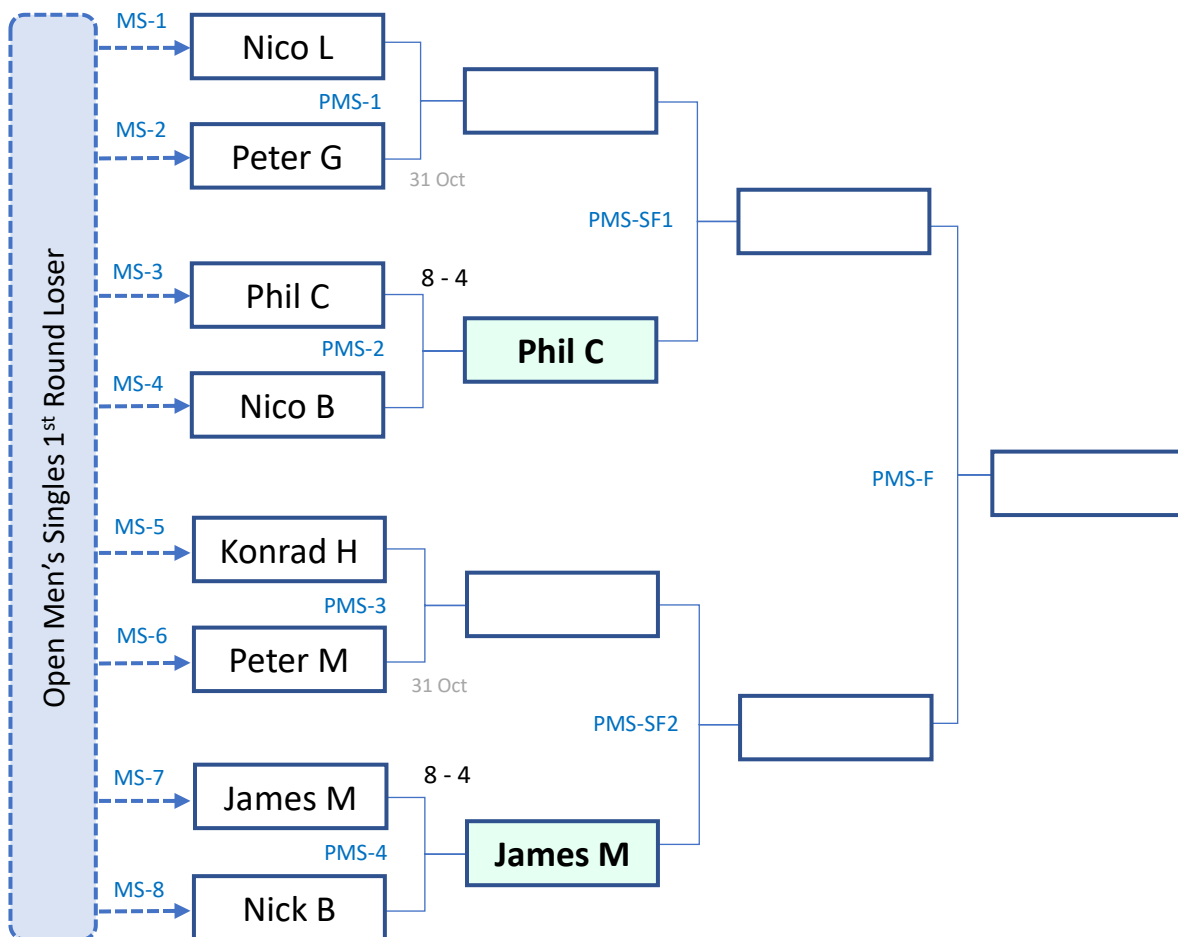 MS-1
Nico L
PMS-1
MS-2
Peter G
31 Oct
PMS-SF1
MS-3
Phil C
8 - 4
PMS-2
Phil C
MS-4
Nico B
Open Men's Singles 1st Round Loser
PMS-F
MS-5
Konrad H
PMS-3
MS-6
Peter M
31 Oct
PMS-SF2
MS-7
James M
8 - 4
PMS-4
James M
MS-8
Nick B